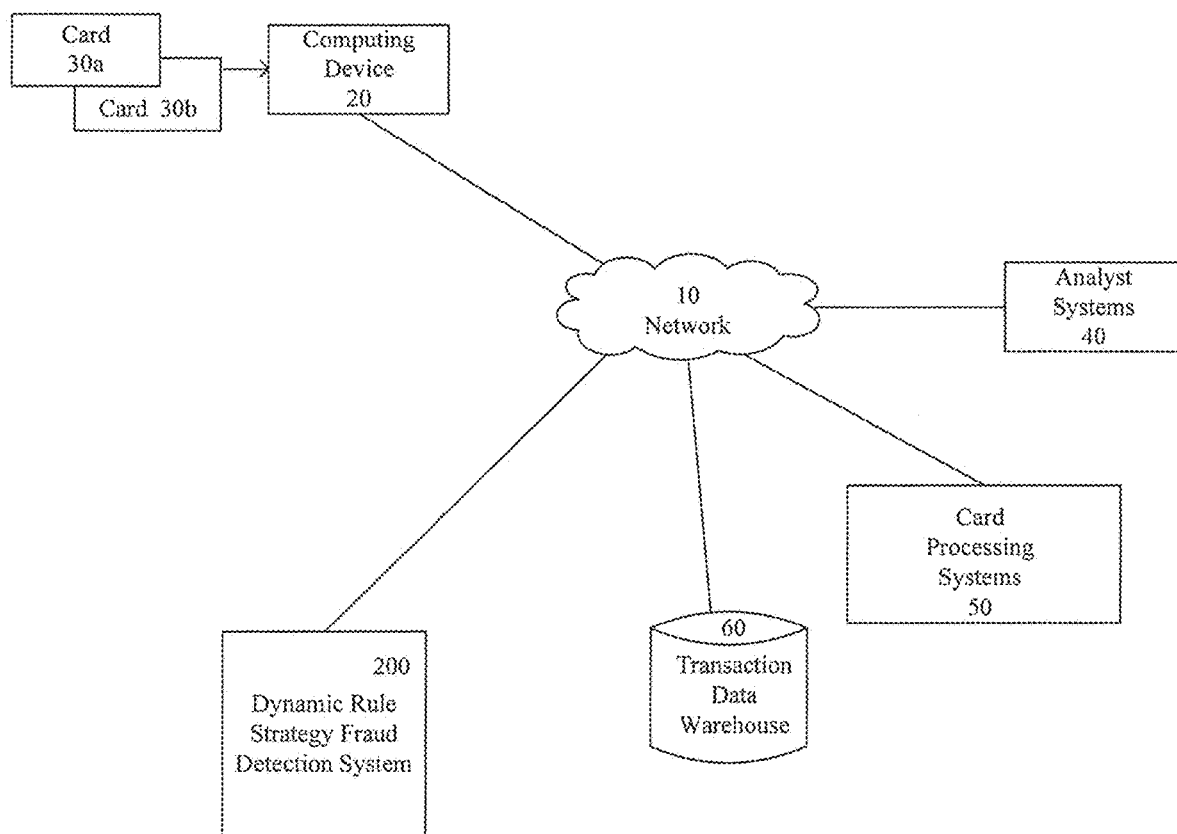 Card
30a
Card 30b
Computing
Device
20
10
Network
Analyst
Systems
40
Card
Processing
Systems
50
60
Transaction
Data
Warehouse
200
Dynamic Rule
Strategy Fraud
Detection System